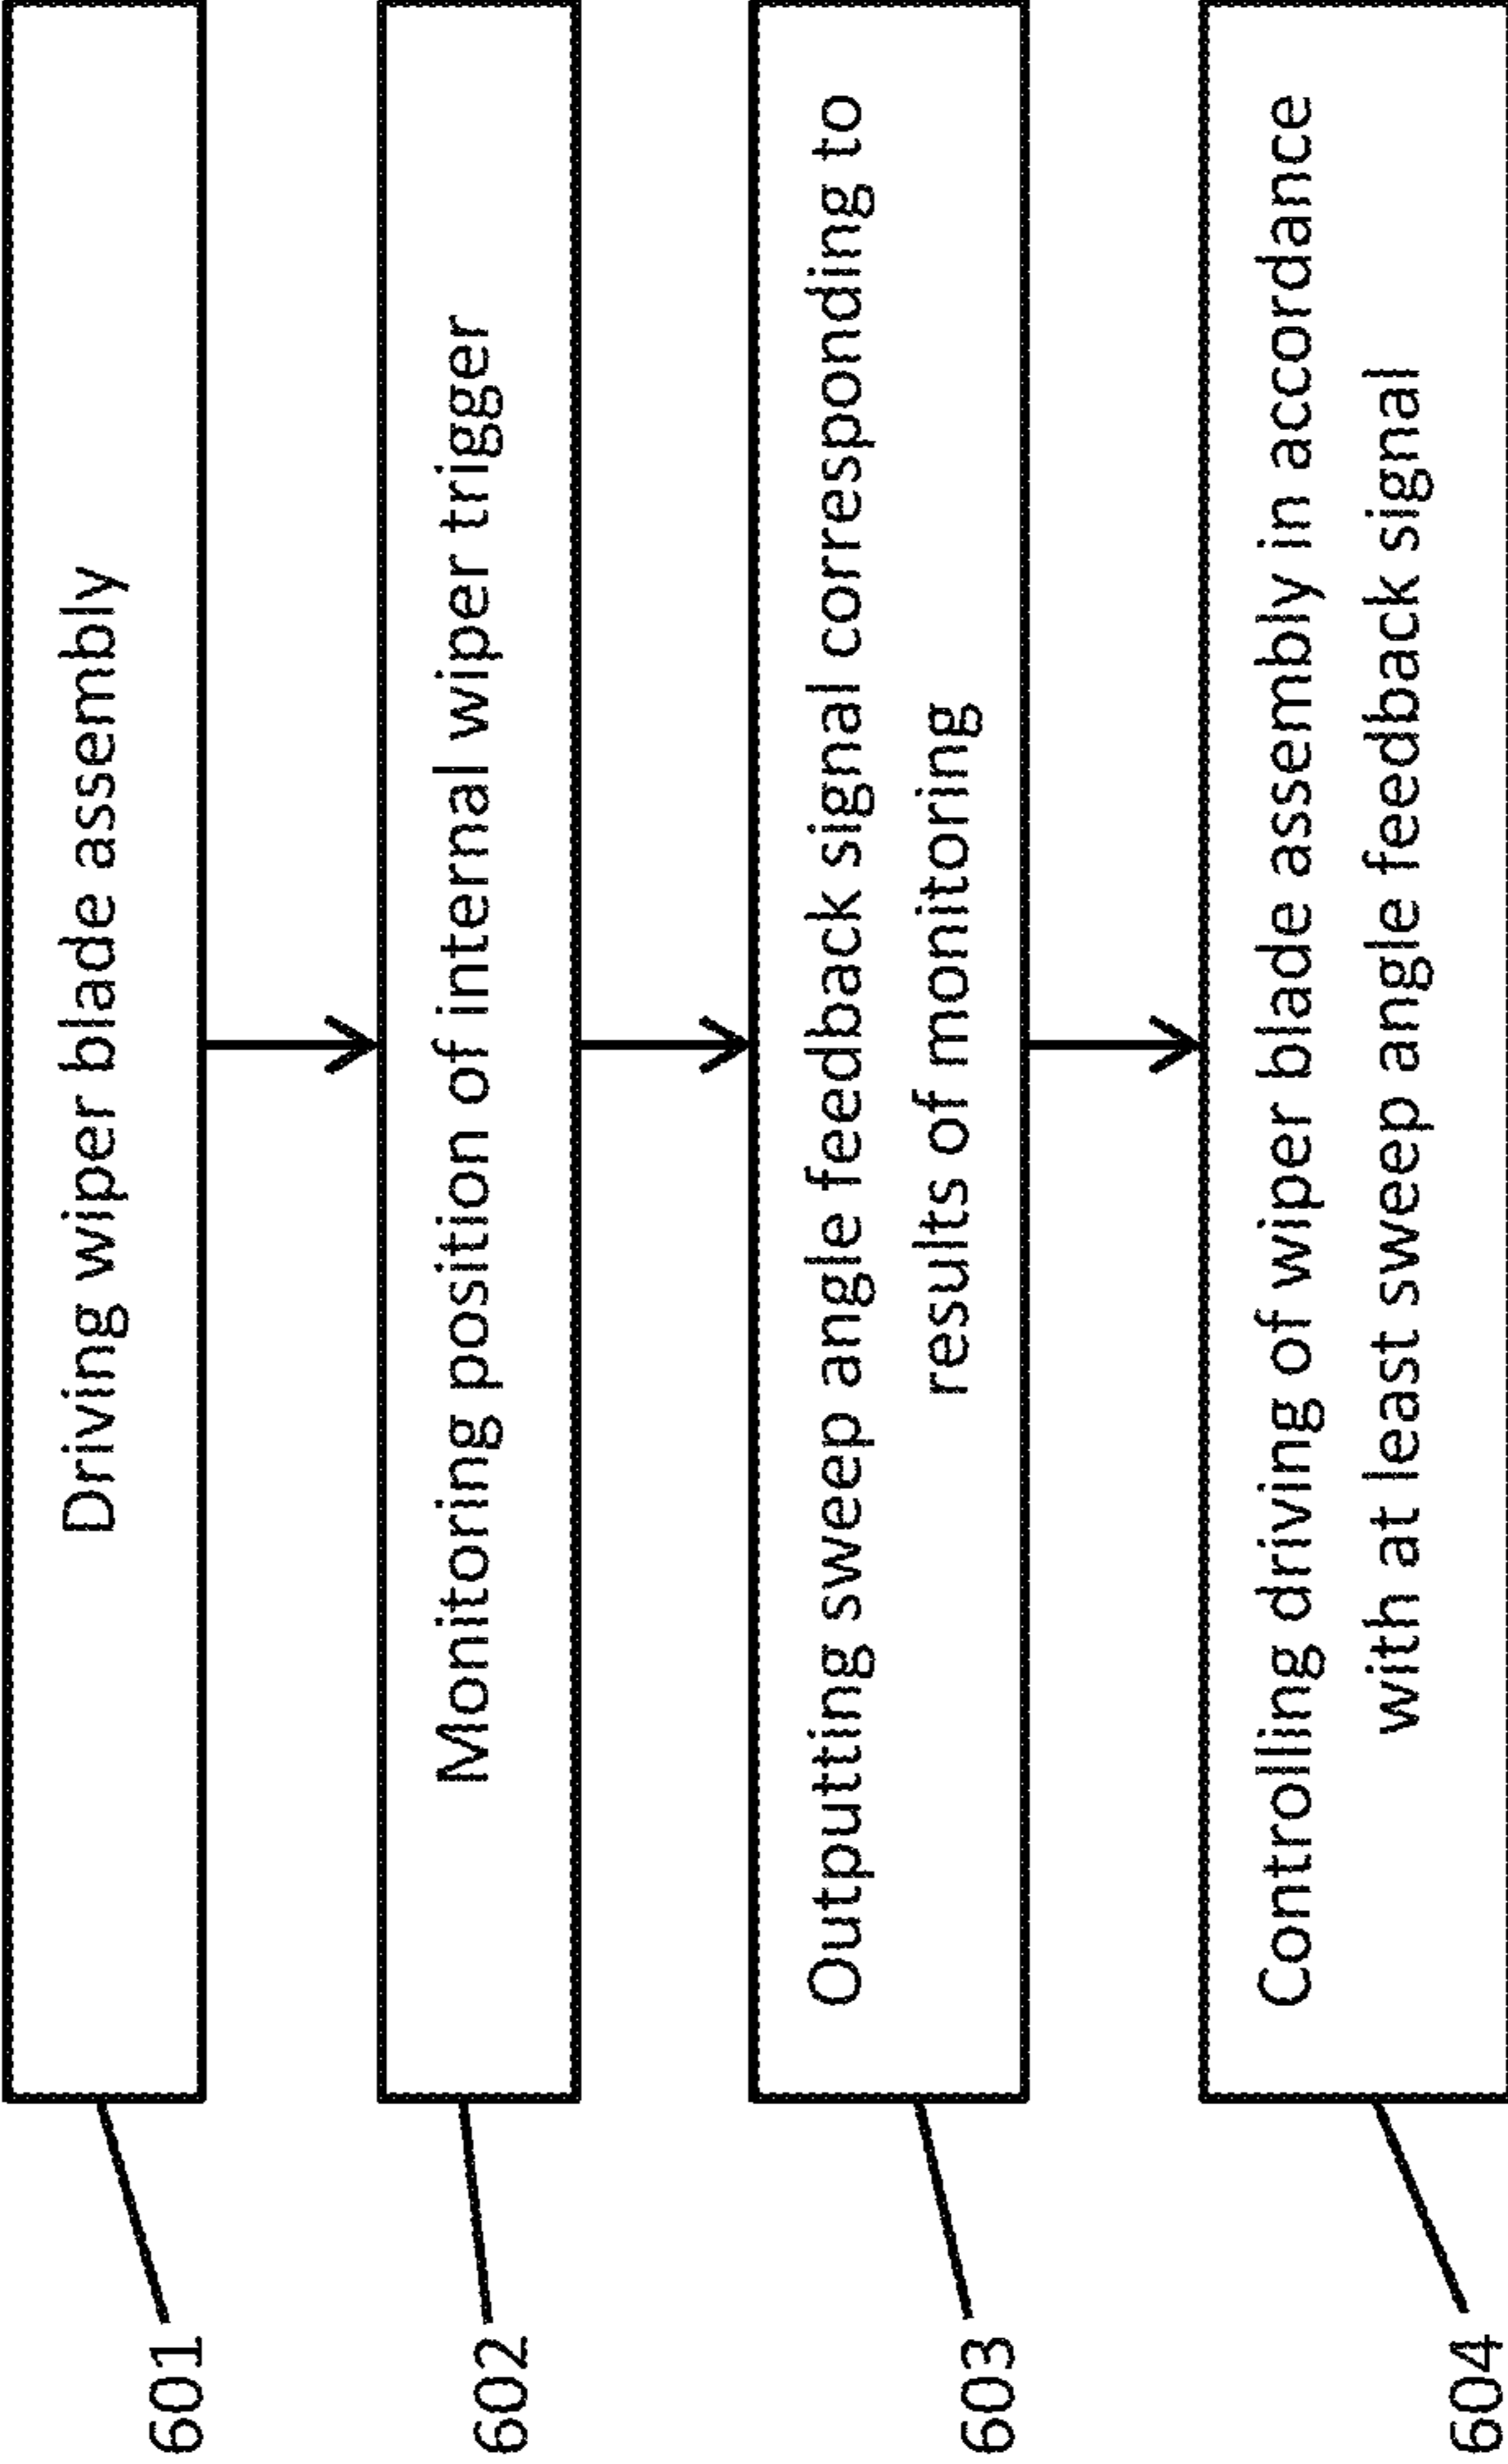 601
Driving wiper blade assembly
602
Monitoring position of internal wiper trigger
603
Outputting sweep angle feedback signal corresponding to
results of monitoring
604
Controlling driving of wiper blade assembly in accordance
with at least sweep angle feedback signal